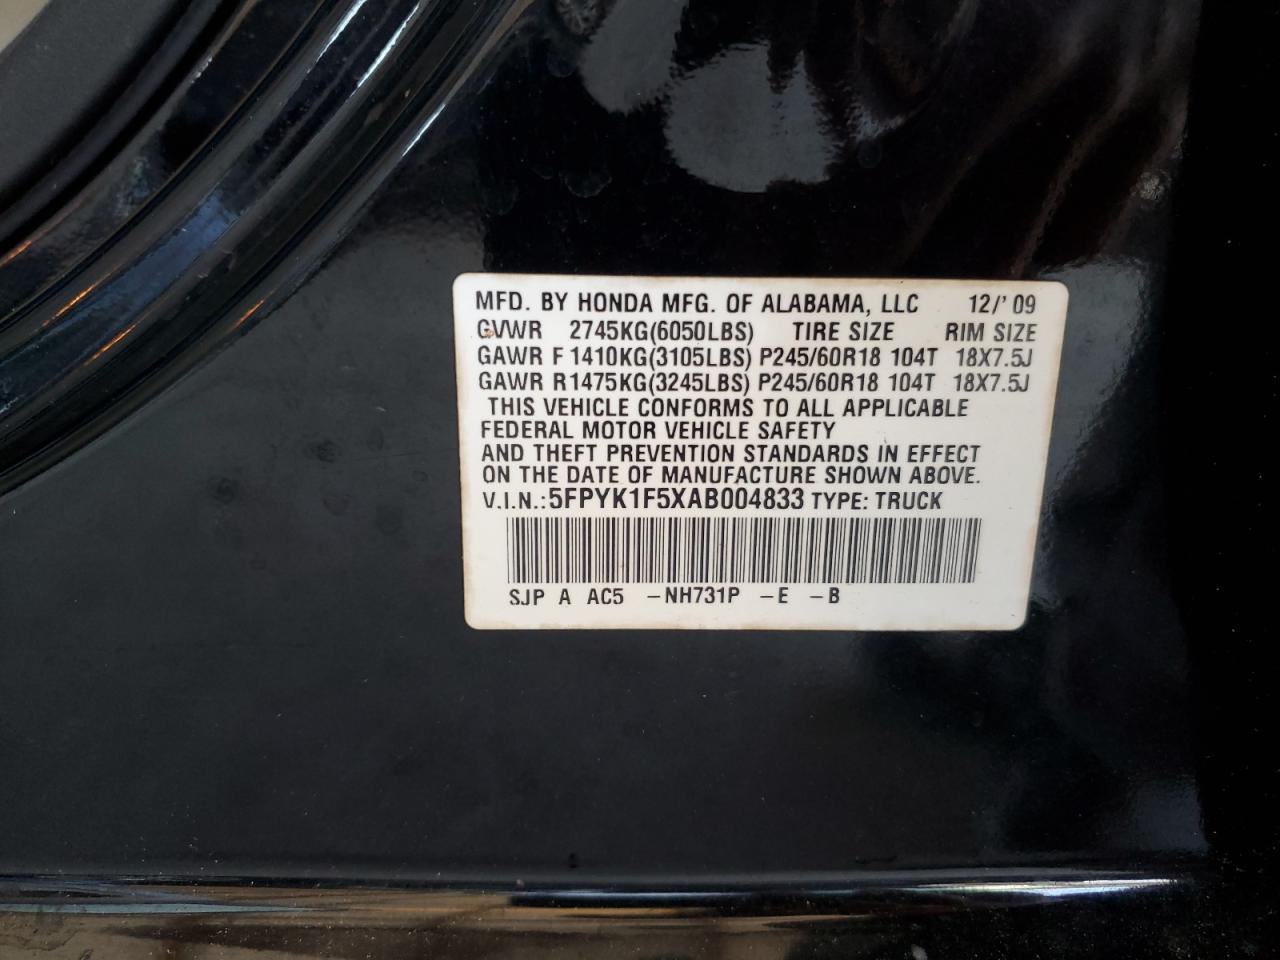 MFD. BY HONDA MFG. OF ALABAMA, LLC 12/'09
GVWR 2745KG(6050LBS) TIRE SIZE RIM SIZE
GAWR F 1410KG(3105LBS) P245/60R18 104T 18X7.5J
GAWR R1475KG(3245LBS) P245/60R18 104T 18X7.5J
THIS VEHICLE CONFORMS TO ALL APPLICABLE
FEDERAL MOTOR VEHICLE SAFETY
AND THEFT PREVENTION STANDARDS IN EFFECT
ON THE DATE OF MANUFACTURE SHOWN ABOVE.
V.I.N.: 5FPYK1F5XAB004833 TYPE: TRUCK
SJP A AC5 -NH731P -E -B